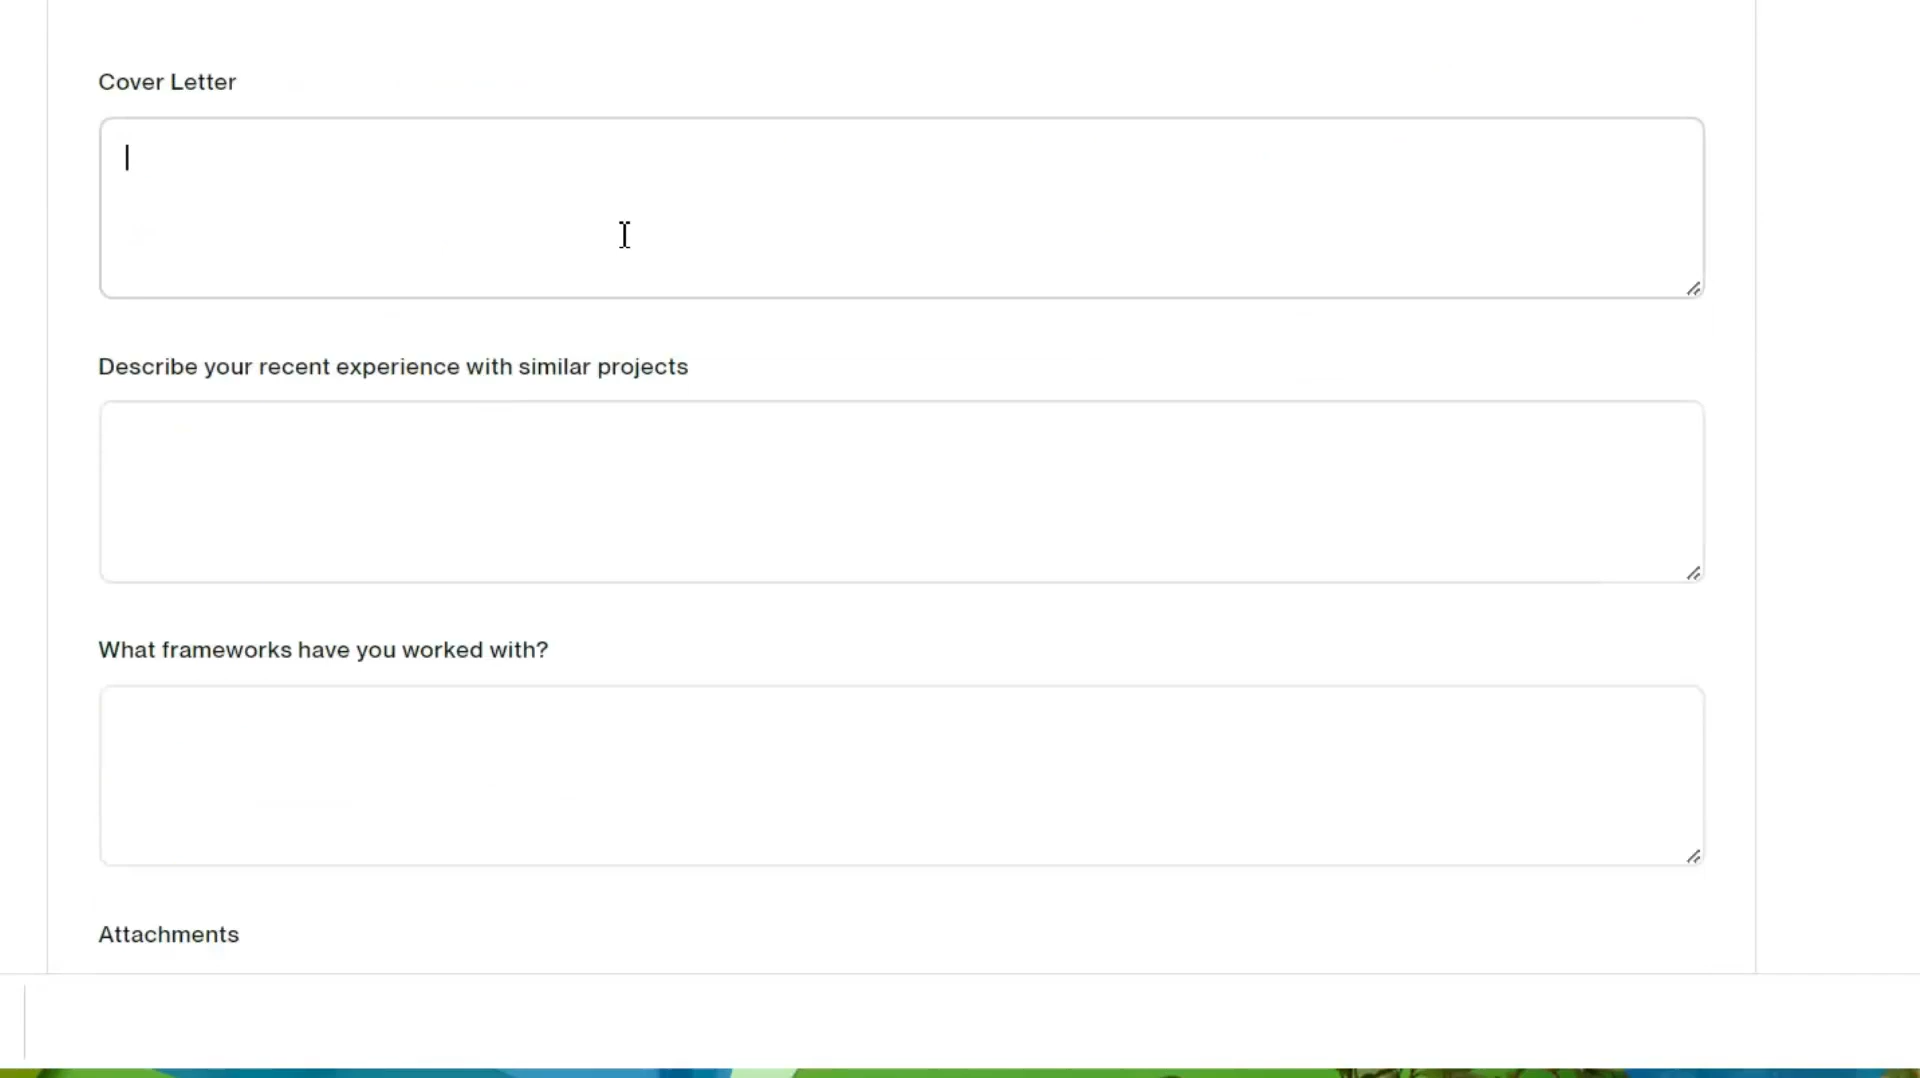 Cover Letter
Describe your recent experience with similar projects
What frameworks have you worked with?
Attachments